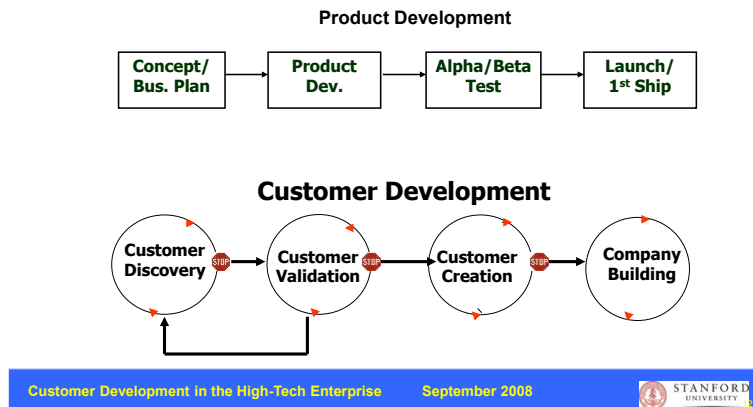 Product Development
Concept/
Bus. Plan
Product
Dev.
Alpha/Beta
Test
Launch/
1st Ship
Customer Development
Customer
Discovery
STOP
Customer
Validation
STOP
Customer
Creation
STOP
Company
Building
Customer Development in the High-Tech Enterprise September 2008
STANFORD
UNIVERSITY